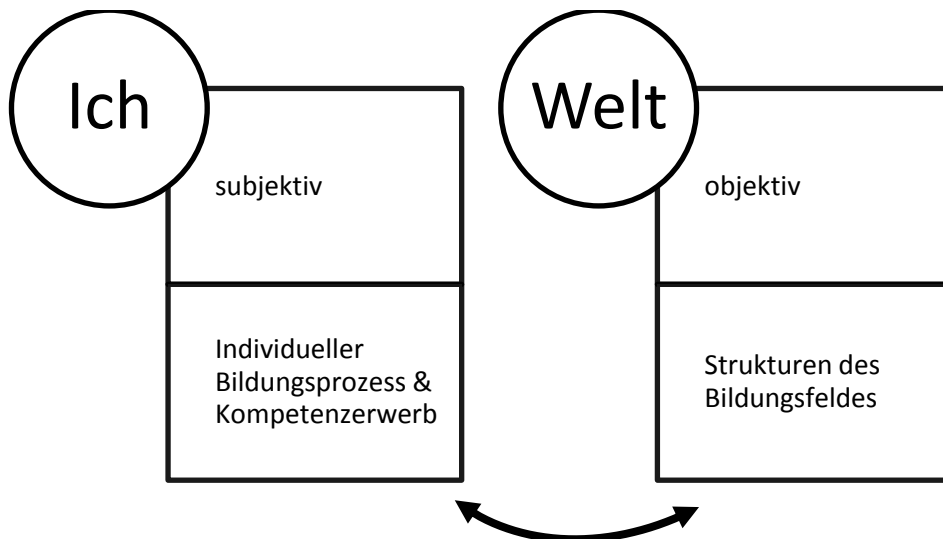 Ich
subjektiv
Individueller
Bildungsprozess &
Kompetenzerwerb
Welt
objektiv
Strukturen des
Bildungsfeldes